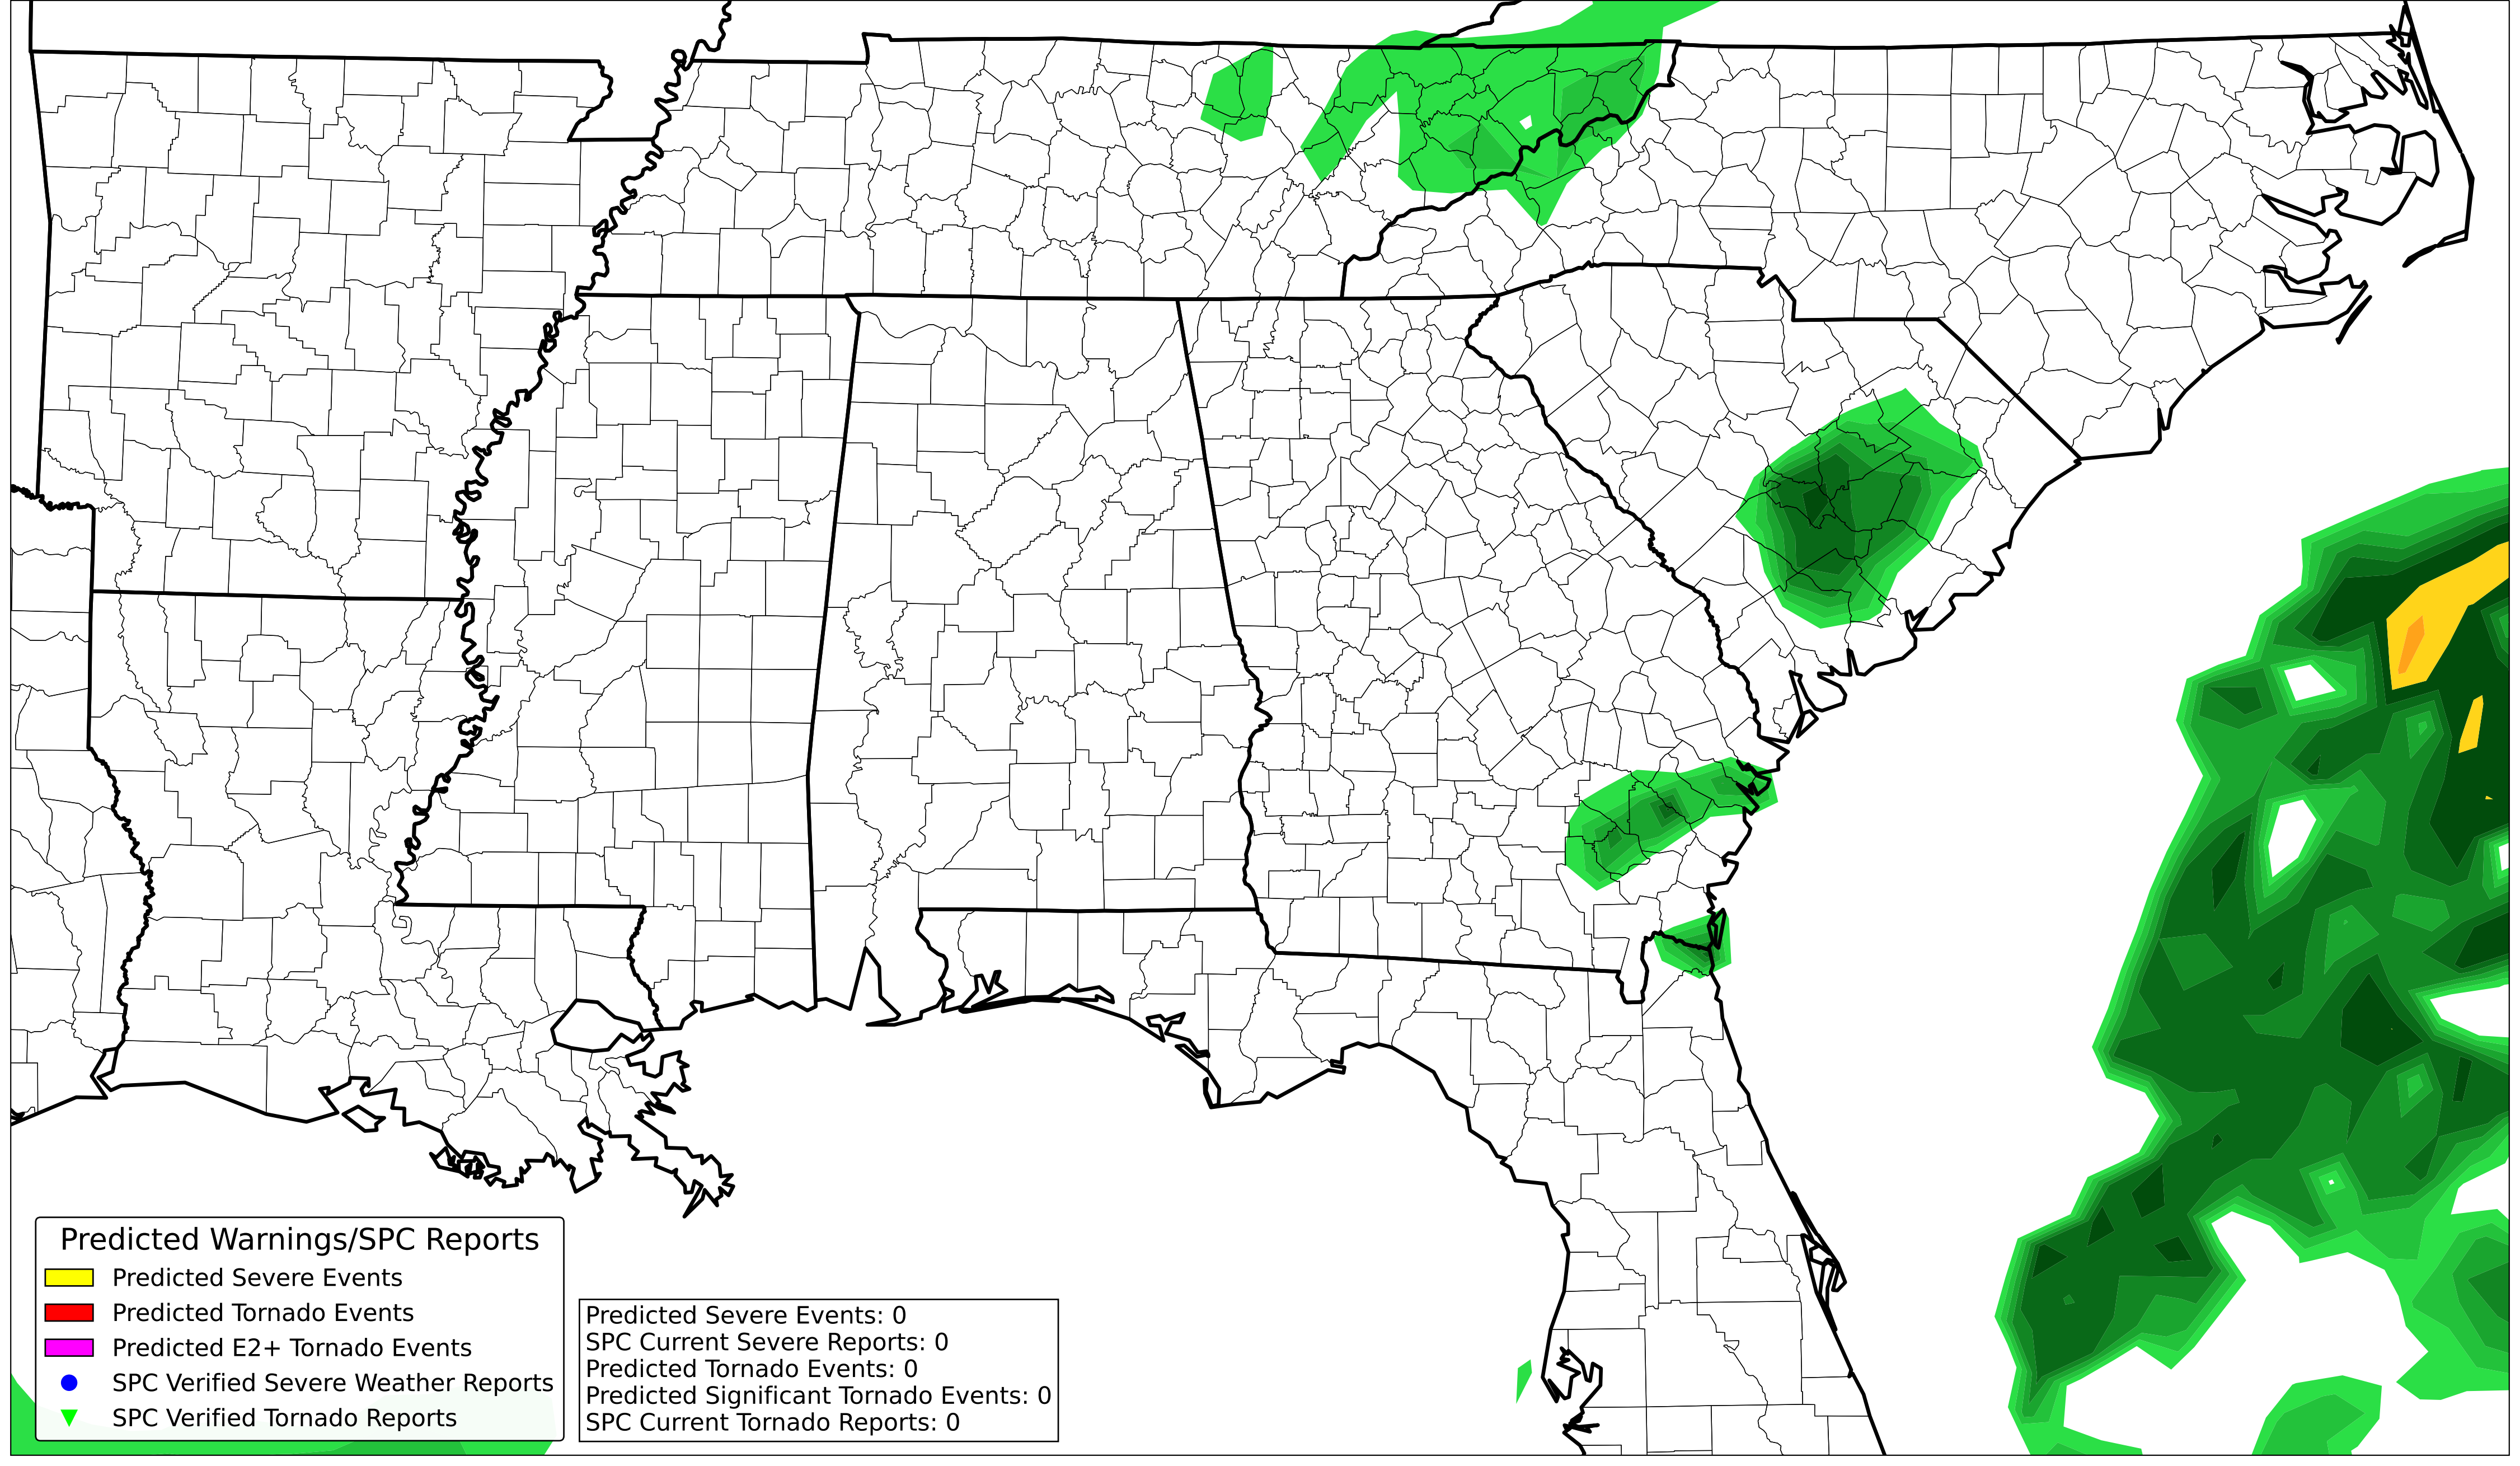 Predicted Warnings/SPC Reports
Predicted Severe Events
Predicted Tornado Events
Predicted E2+ Tornado Events
SPC Verified Severe Weather Reports
SPC Verified Tornado Reports
Predicted Severe Events: 0
SPC Current Severe Reports: 0
Predicted Tornado Events: 0
Predicted Significant Tornado Events: 0
SPC Current Tornado Reports: 0